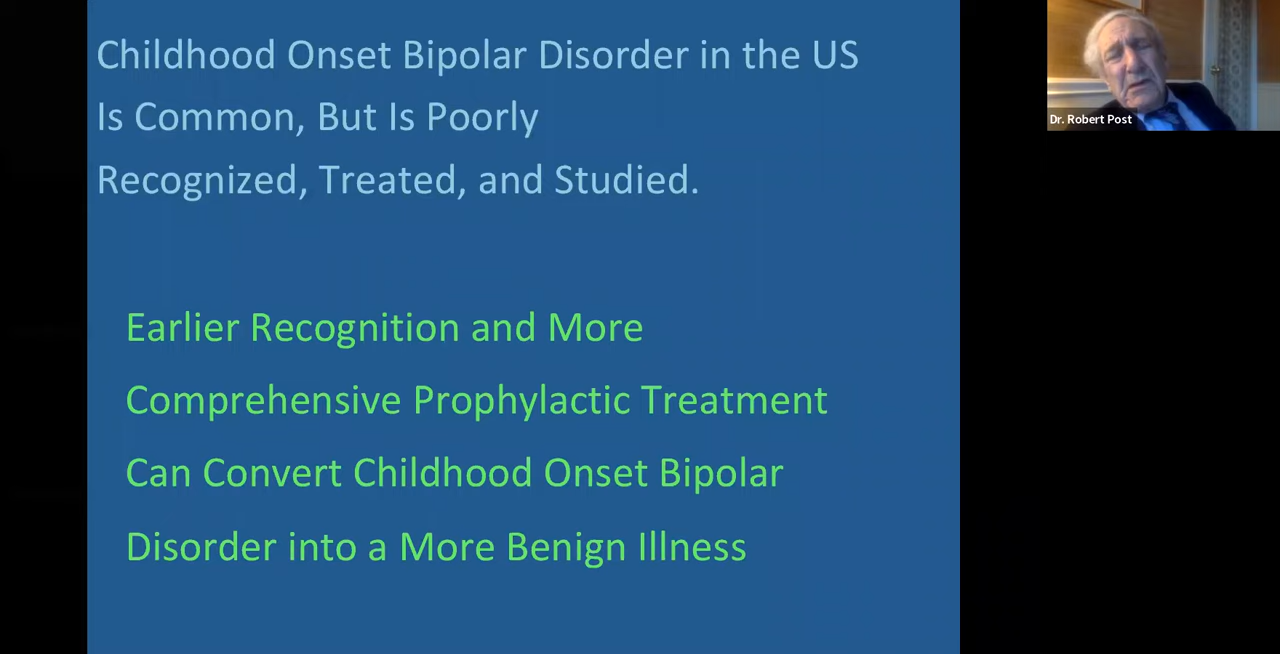 Childhood Onset Bipolar Disorder in the US
Is Common, But Is Poorly
Recognized, Treated, and Studied.
Earlier Recognition and More
Comprehensive Prophylactic Treatment
Can Convert Childhood Onset Bipolar
Disorder into a More Benign Illness
Dr. Robert Post